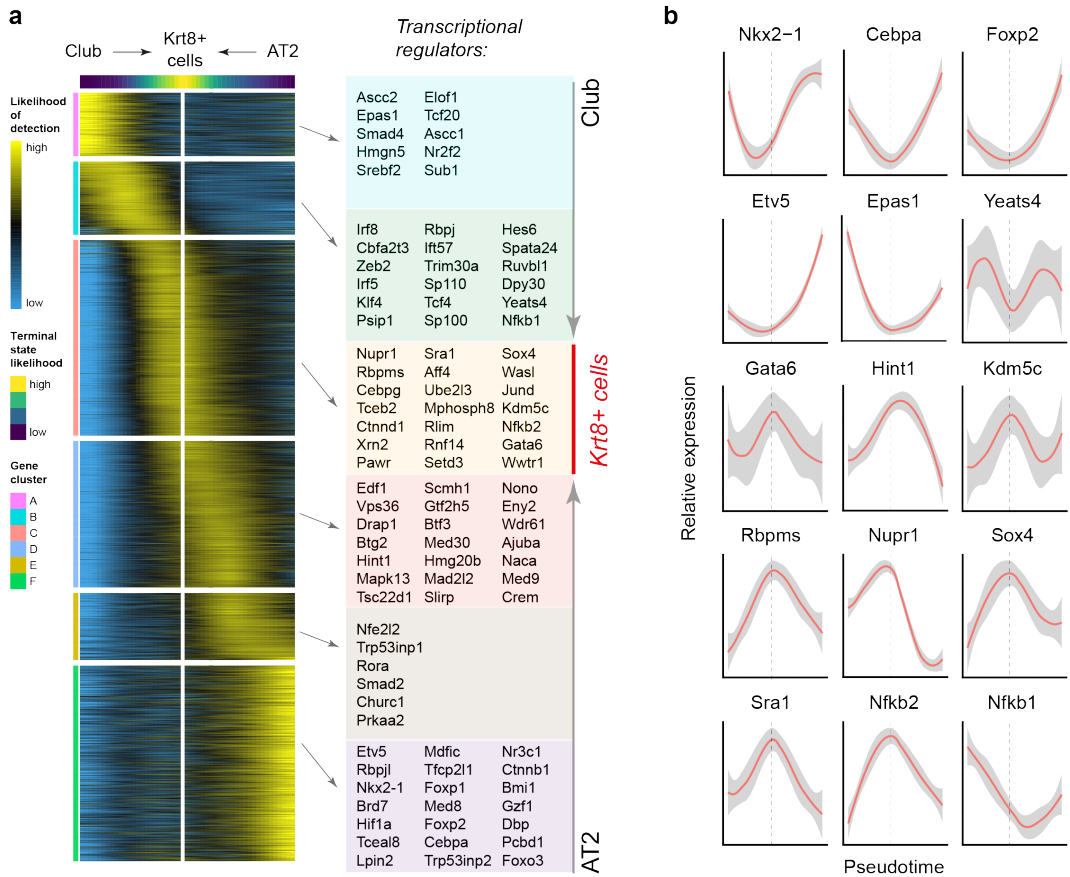 a
Club
Krt8+
cells
AT2
Transcriptional
regulators:
Likelihood
of
detection
high
low
Terminal
state
likelihood
high
low
Gene
cluster
A
B
C
D
E
F
Ascc2 Elof1
Epas1 Tcf20
Smad4 Ascc1
Hmgn5 Nr2f2
Srebf2 Sub1
Irf8 Rbpj Hes6
Cbfa2t3 Ift57 Spata24
Zeb2 Trim30a Ruvbl1
Irf5 Sp110 Dpy30
Klf4 Tcf4 Yeats4
Psip1 Sp100 Nfkb1
Nupr1 Sra1 Sox4
Rbpms Aff4 Wasl
Cebpg Ube2l3 Jund
Tceb2 Mphosph8 Kdm5c
Ctnnd1 Rlim Nfkb2
Xrn2 Rnf14 Gata6
Pawr Setd3 Wwtr1
Edf1 Scmh1 Nono
Vps36 Gtf2h5 Eny2
Drap1 Btf3 Wdr61
Btg2 Med30 Ajuba
Hint1 Hmg20b Naca
Mapk13 Mad2l2 Med9
Tsc22d1 Slirp Crem
Nfe2l2
Trp53inp1
Rora
Smad2
Churc1
Prkaa2
Etv5 Mdfic Nr3c1
Rbpjl Tfcp2l1 Ctnnb1
Nkx2-1 Foxp1 Bmi1
Brd7 Med8 Gzf1
Hif1a Foxp2 Dbp
Tceal8 Cebpa Pcbd1
Lpin2 Trp53inp2 Foxo3
Club
Krt8+ cells
AT2
b
Nkx2−1 Cebpa Foxp2
Etv5 Epas1 Yeats4
Gata6 Hint1 Kdm5c
Rbpms Nupr1 Sox4
Sra1 Nfkb2 Nfkb1
Relative expression
Pseudotime